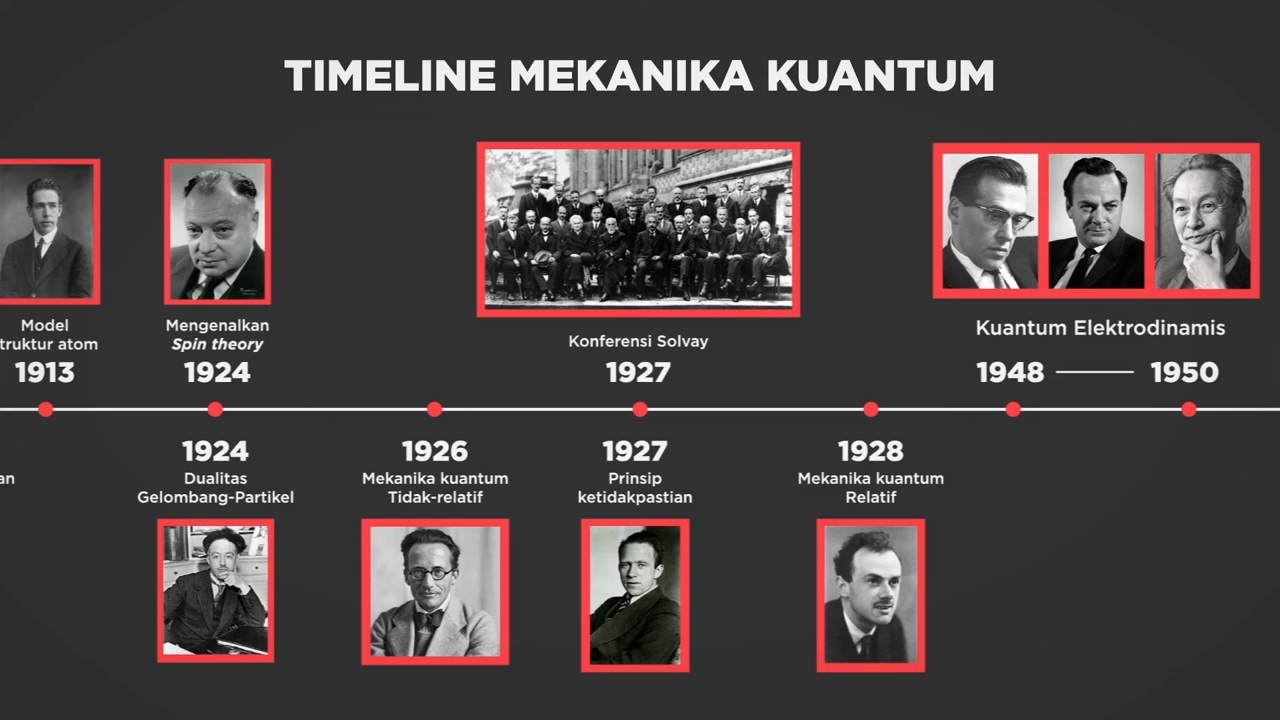 TIMELINE MEKANIKA KUANTUM
Model
truktur atom
1913
Mengenalkan
Spin theory
1924
Konferensi Solvay
1927
Kuantum Elektrodinamis
1948
1950
an
1924
Dualitas
Gelombang-Partikel
1926
Mekanika kuantum
Tidak-relatif
1927
Prinsip
ketidakpastian
1928
Mekanika kuantum
Relatif